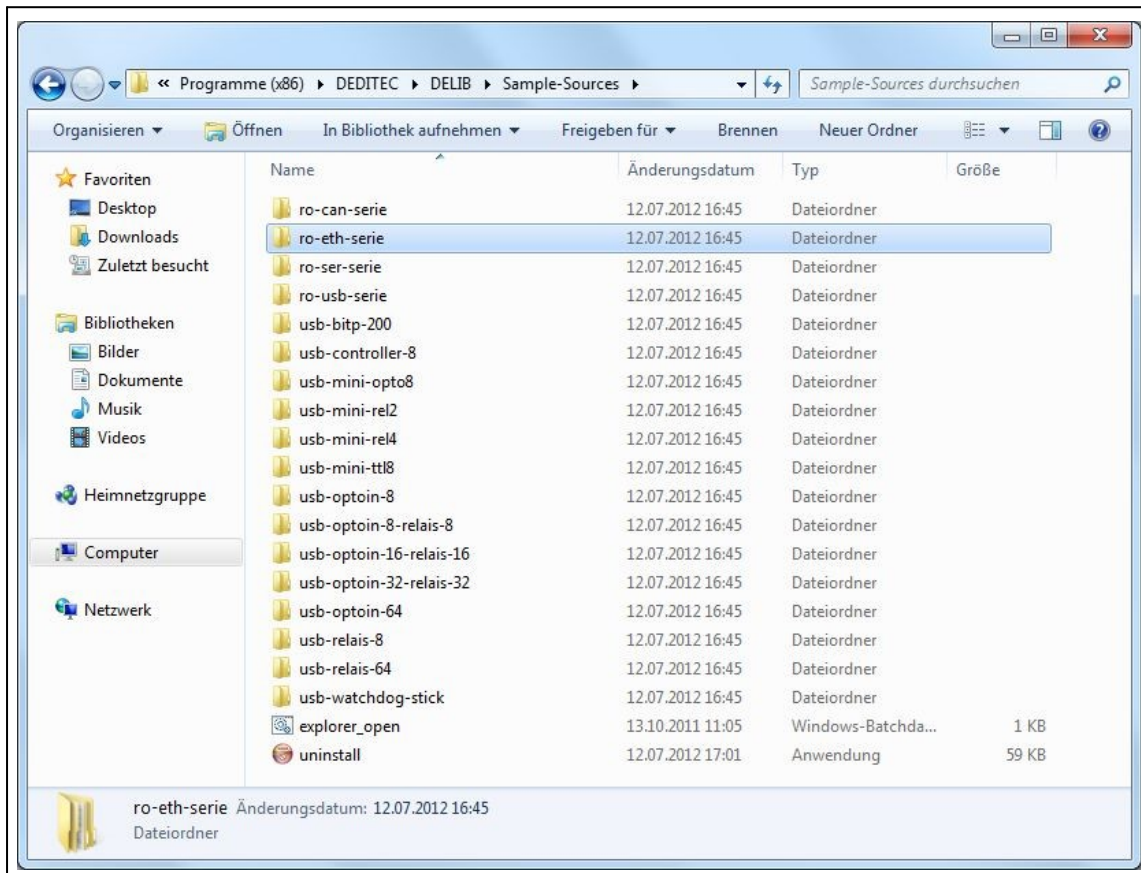 « Programme (x86) ▸ DEDITEC ▸ DELIB ▸ Sample-Sources ▸ Sample-Sources durchsuchen
Organisieren ▾ Öffnen In Bibliothek aufnehmen ▾ Freigeben für ▾ Brennen Neuer Ordner
Favoriten
Desktop
Downloads
Zuletzt besucht
Bibliotheken
Bilder
Dokumente
Musik
Videos
Heimnetzgruppe
Computer
Netzwerk
Name Änderungsdatum Typ Größe
ro-can-serie 12.07.2012 16:45 Dateiordner
ro-eth-serie 12.07.2012 16:45 Dateiordner
ro-ser-serie 12.07.2012 16:45 Dateiordner
ro-usb-serie 12.07.2012 16:45 Dateiordner
usb-bitp-200 12.07.2012 16:45 Dateiordner
usb-controller-8 12.07.2012 16:45 Dateiordner
usb-mini-opto8 12.07.2012 16:45 Dateiordner
usb-mini-rel2 12.07.2012 16:45 Dateiordner
usb-mini-rel4 12.07.2012 16:45 Dateiordner
usb-mini-ttl8 12.07.2012 16:45 Dateiordner
usb-optoin-8 12.07.2012 16:45 Dateiordner
usb-optoin-8-relais-8 12.07.2012 16:45 Dateiordner
usb-optoin-16-relais-16 12.07.2012 16:45 Dateiordner
usb-optoin-32-relais-32 12.07.2012 16:45 Dateiordner
usb-optoin-64 12.07.2012 16:45 Dateiordner
usb-relais-8 12.07.2012 16:45 Dateiordner
usb-relais-64 12.07.2012 16:45 Dateiordner
usb-watchdog-stick 12.07.2012 16:45 Dateiordner
explorer_open 13.10.2011 11:05 Windows-Batchda... 1 KB
uninstall 12.07.2012 17:01 Anwendung 59 KB
ro-eth-serie Änderungsdatum: 12.07.2012 16:45
Dateiordner